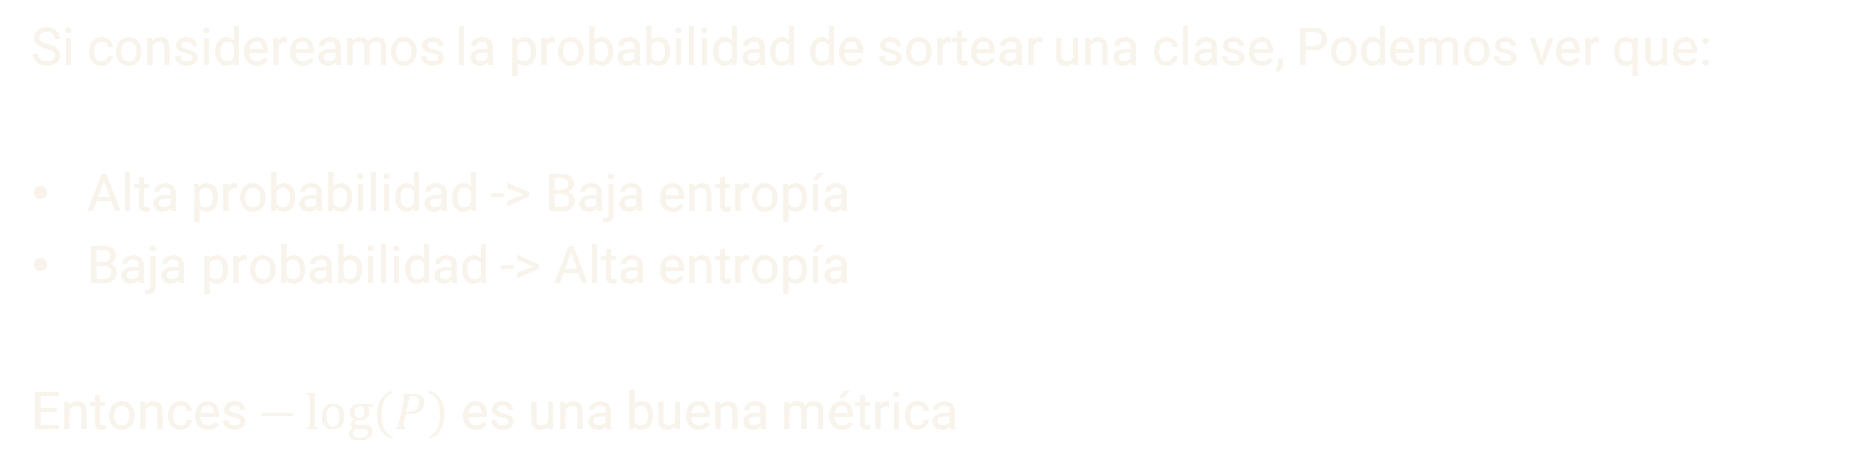 Si considereamos la probabilidad de sortear una clase, Podemos ver que:
• Alta probabilidad -> Baja entropía
• Baja probabilidad -> Alta entropía
Entonces − log(P) es una buena métrica